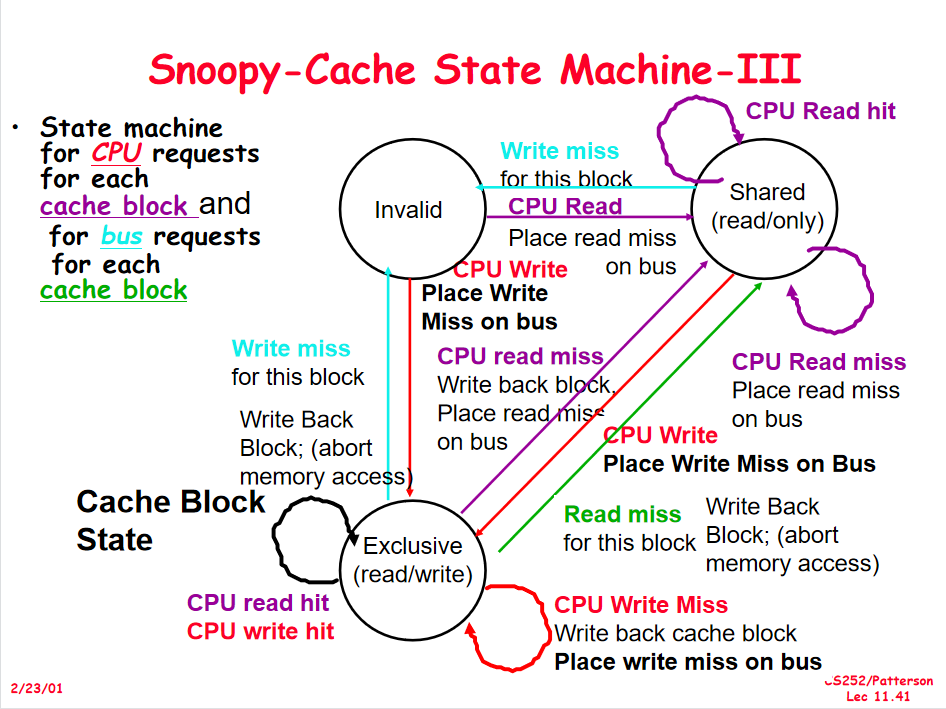 Snoopy-Cache State Machine-III
• State machine
for CPU requests
for each
cache block and
for bus requests
for each
cache block
CPU Read hit
Write miss
for this block
Invalid
Shared
(read/only)
CPU Read
Place read miss
on bus
CPU Write
Place Write
Miss on bus
Write miss
for this block
CPU read miss
Write back block,
Place read miss
on bus
CPU Read miss
Place read miss
on bus
Write Back
Block; (abort
memory access)
CPU Write
Place Write Miss on Bus
Cache Block
State
Read miss
for this block
Write Back
Block; (abort
memory access)
Exclusive
(read/write)
CPU read hit
CPU write hit
CPU Write Miss
Write back cache block
Place write miss on bus
2/23/01
CS252/Patterson
Lec 11.41